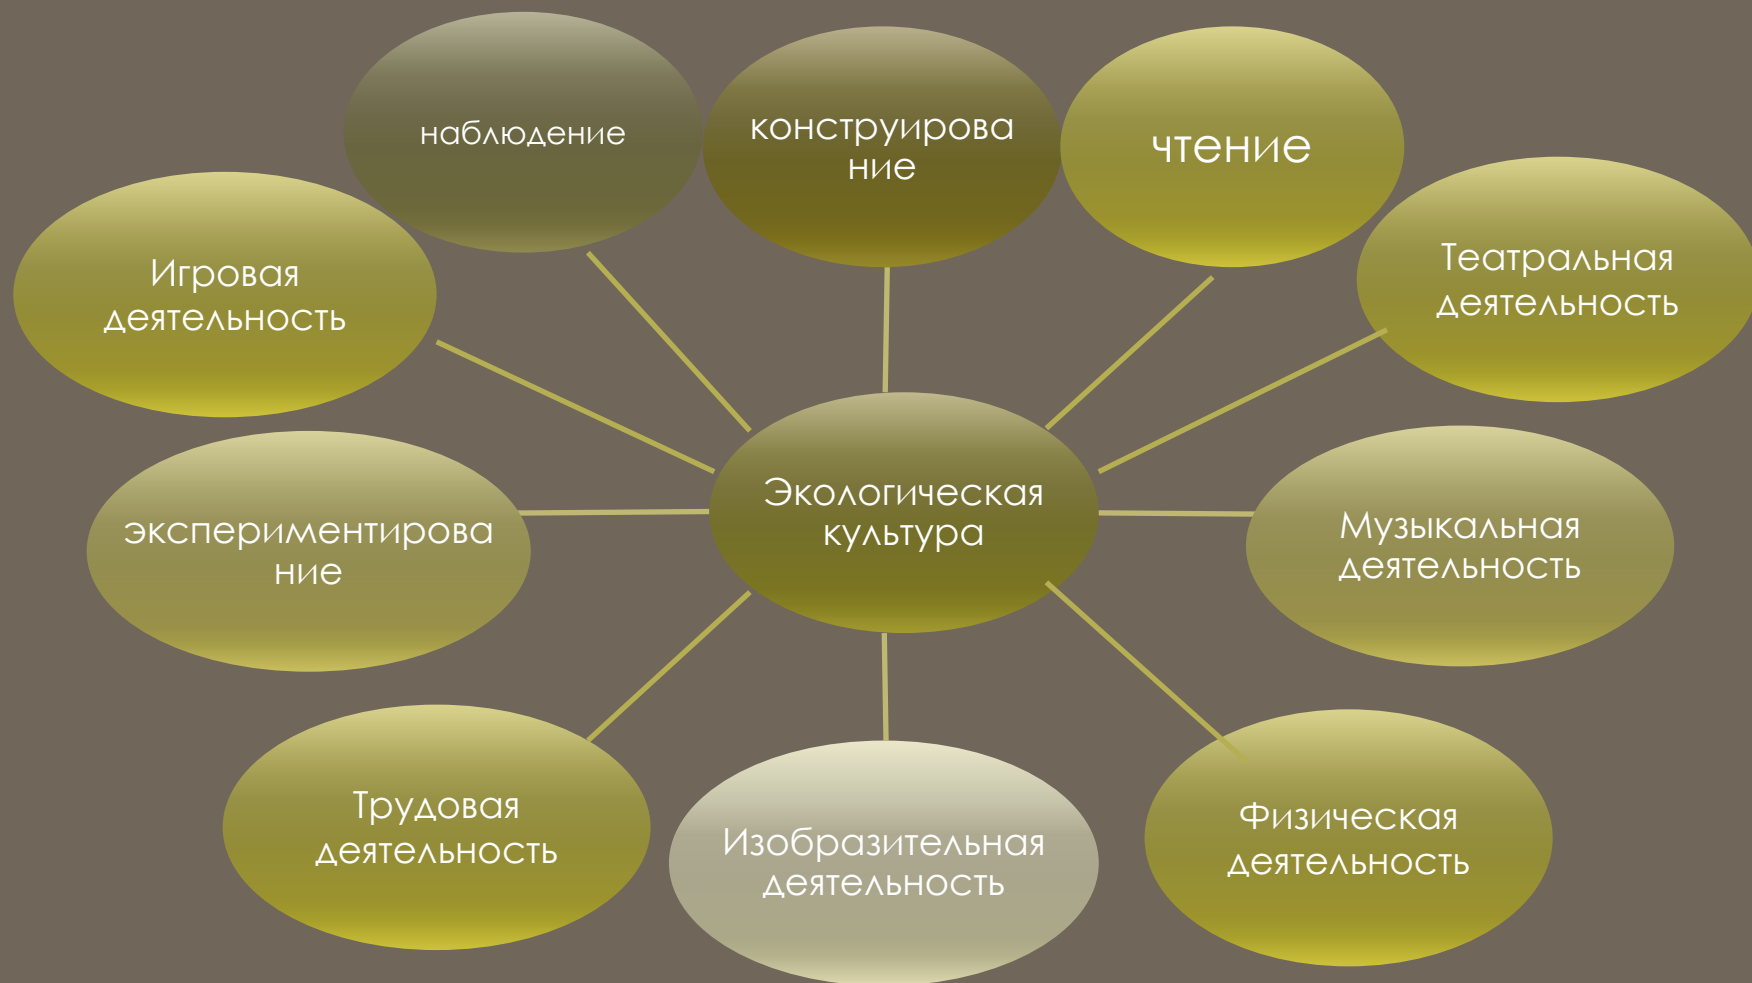 наблюдение
конструирова
ние
чтение
Игровая
деятельность
Театральная
деятельность
Экологическая
культура
экспериментирова
ние
Музыкальная
деятельность
Трудовая
деятельность
Изобразительная
деятельность
Физическая
деятельность